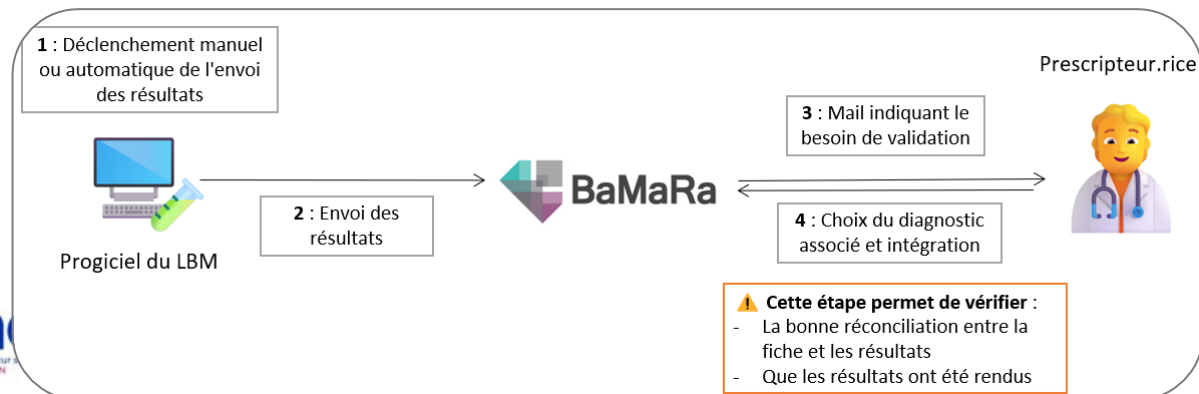 1 : Déclenchement manuel
ou automatique de l'envoi
des résultats
Progiciel du LBM
2 : Envoi des
résultats
BaMaRa
3 : Mail indiquant le
besoin de validation
Prescripteur.rice
4 : Choix du diagnostic
associé et intégration
⚠ Cette étape permet de vérifier :
- La bonne réconciliation entre la
fiche et les résultats
- Que les résultats ont été rendus